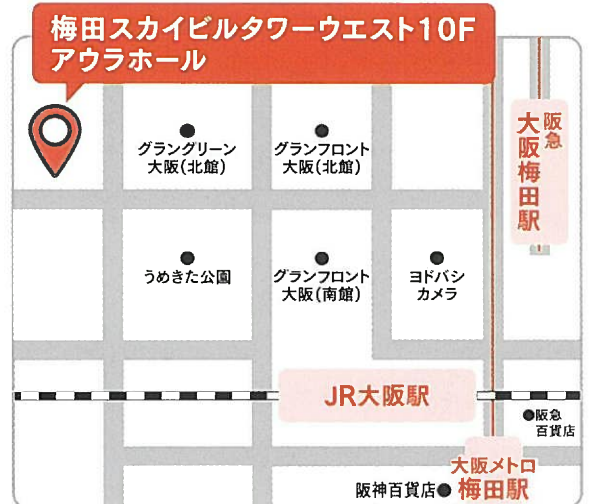 梅田スカイビルタワーウエスト10F
アウラホール
グラングリーン
大阪(北館)
グランフロント
大阪(北館)
阪急
大阪梅田駅
うめきた公園
グランフロント
大阪(南館)
ヨドバシ
カメラ
JR大阪駅
阪急
百貨店
大阪メトロ
梅田駅
阪神百貨店